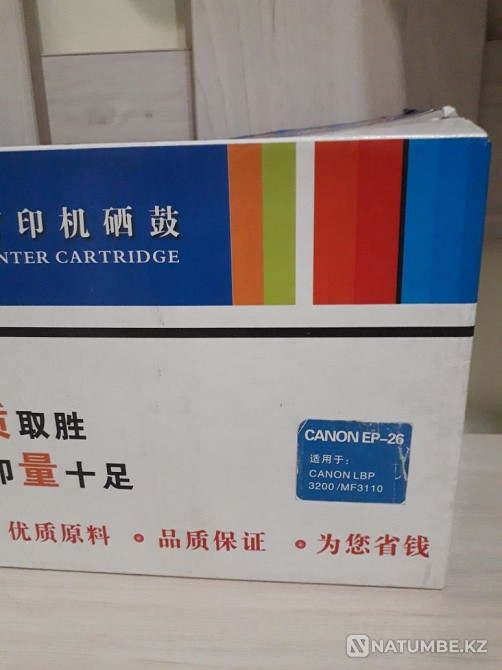 印机硒鼓
NTER CARTRIDGE
取胜
印量十足
CANON EP-26
适用于:
CANON LBP
3200/MF3110
优质原料 • 品质保证 • 为您省钱
NATUMBE.KZ